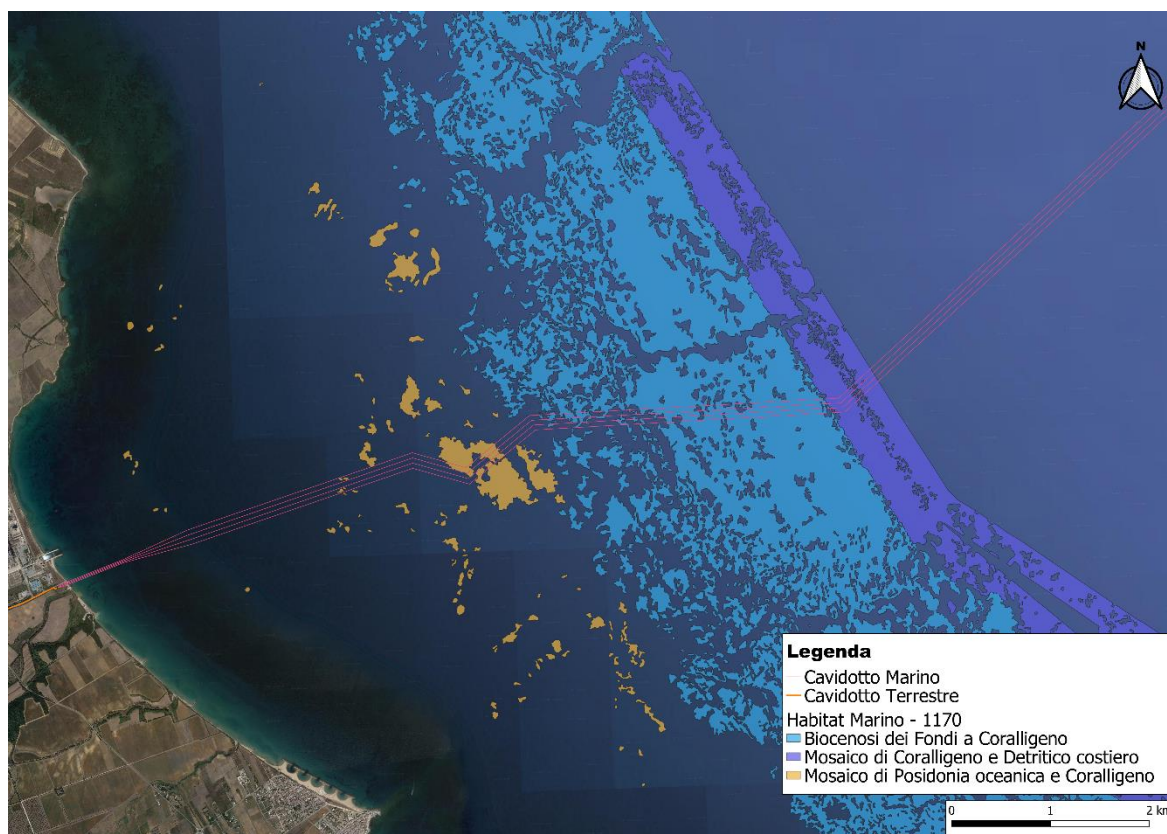 N
Legenda
Cavidotto Marino
Cavidotto Terrestre
Habitat Marino - 1170
Biocenosi dei Fondi a Coralligeno
Mosaico di Coralligeno e Detritico costiero
Mosaico di Posidonia oceanica e Coralligeno
0 1 2 km